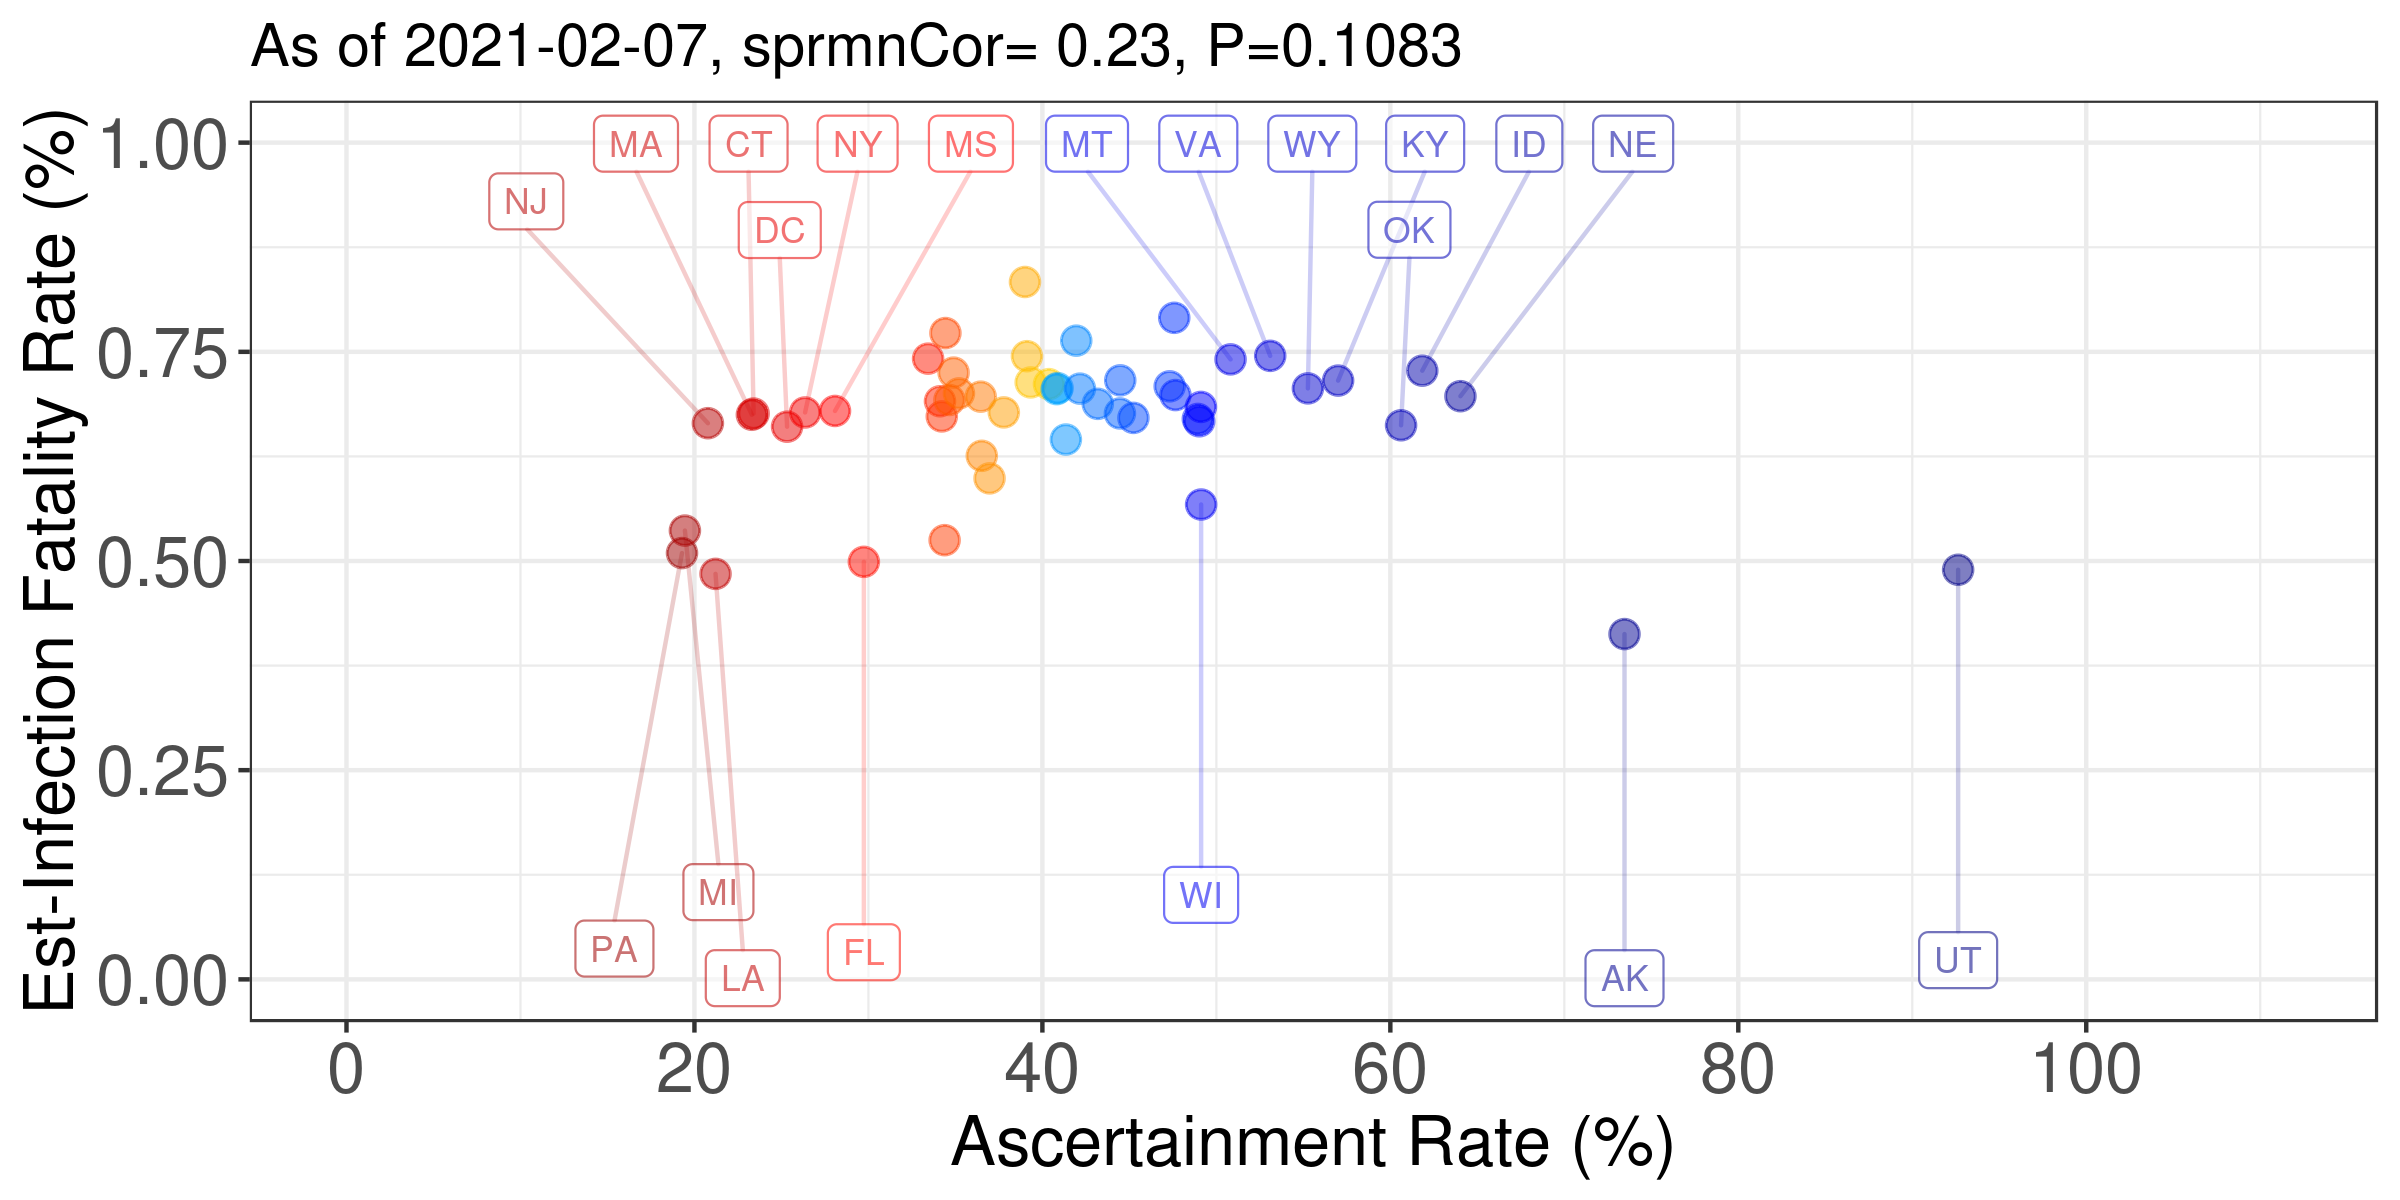 As of 2021-02-07, sprmnCor= 0.23, P=0.1083
Est-Infection Fatality Rate (%)
1.00
0.75
0.50
0.25
0.00
MA CT NY MS MT VA WY KY ID NE
NJ
DC OK
MI
WI
PA
FL
UT
LA AK
0 20 40 60 80 100
Ascertainment Rate (%)